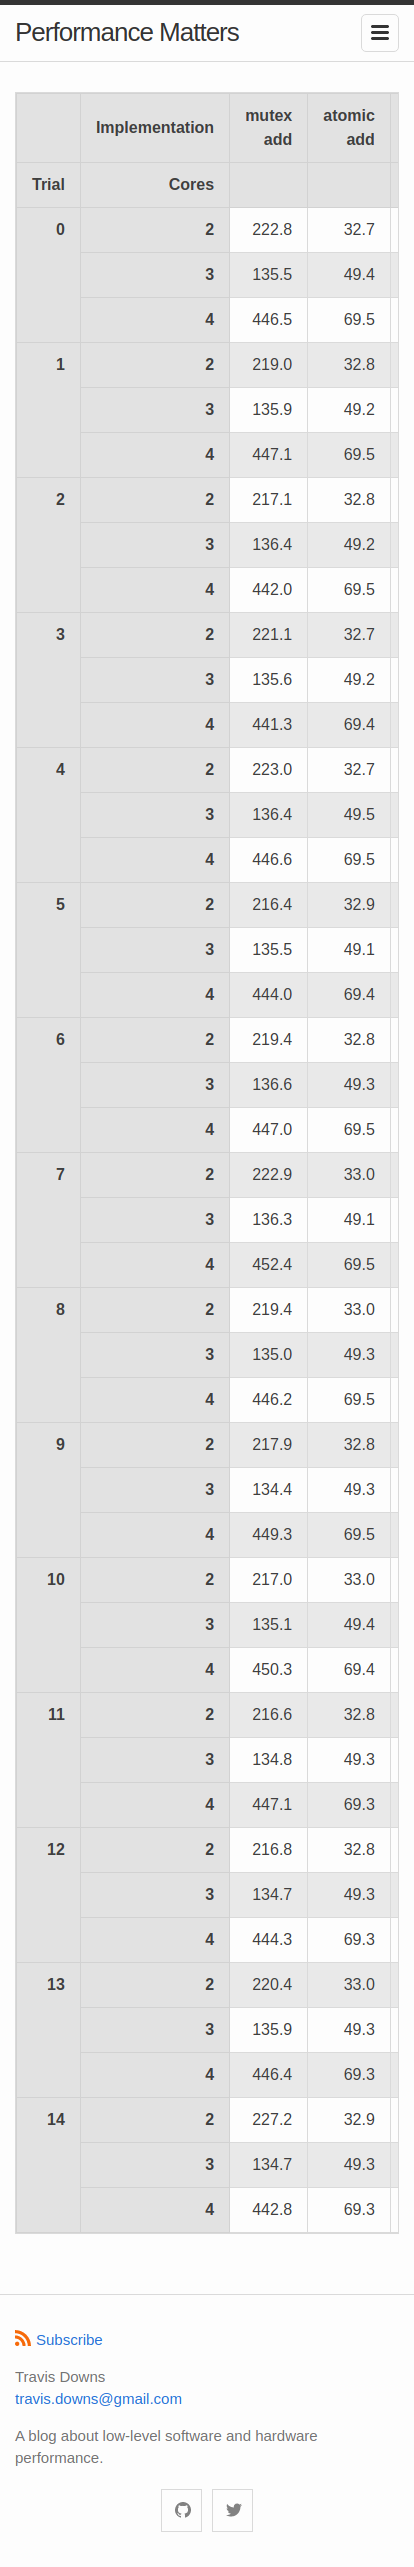 Performance Matters
Implementation mutex add atomic add
Trial Cores
0 2 222.8 32.7
3 135.5 49.4
4 446.5 69.5
1 2 219.0 32.8
3 135.9 49.2
4 447.1 69.5
2 2 217.1 32.8
3 136.4 49.2
4 442.0 69.5
3 2 221.1 32.7
3 135.6 49.2
4 441.3 69.4
4 2 223.0 32.7
3 136.4 49.5
4 446.6 69.5
5 2 216.4 32.9
3 135.5 49.1
4 444.0 69.4
6 2 219.4 32.8
3 136.6 49.3
4 447.0 69.5
7 2 222.9 33.0
3 136.3 49.1
4 452.4 69.5
8 2 219.4 33.0
3 135.0 49.3
4 446.2 69.5
9 2 217.9 32.8
3 134.4 49.3
4 449.3 69.5
10 2 217.0 33.0
3 135.1 49.4
4 450.3 69.4
11 2 216.6 32.8
3 134.8 49.3
4 447.1 69.3
12 2 216.8 32.8
3 134.7 49.3
4 444.3 69.3
13 2 220.4 33.0
3 135.9 49.3
4 446.4 69.3
14 2 227.2 32.9
3 134.7 49.3
4 442.8 69.3
Subscribe
Travis Downs
travis.downs@gmail.com
A blog about low-level software and hardware
performance.